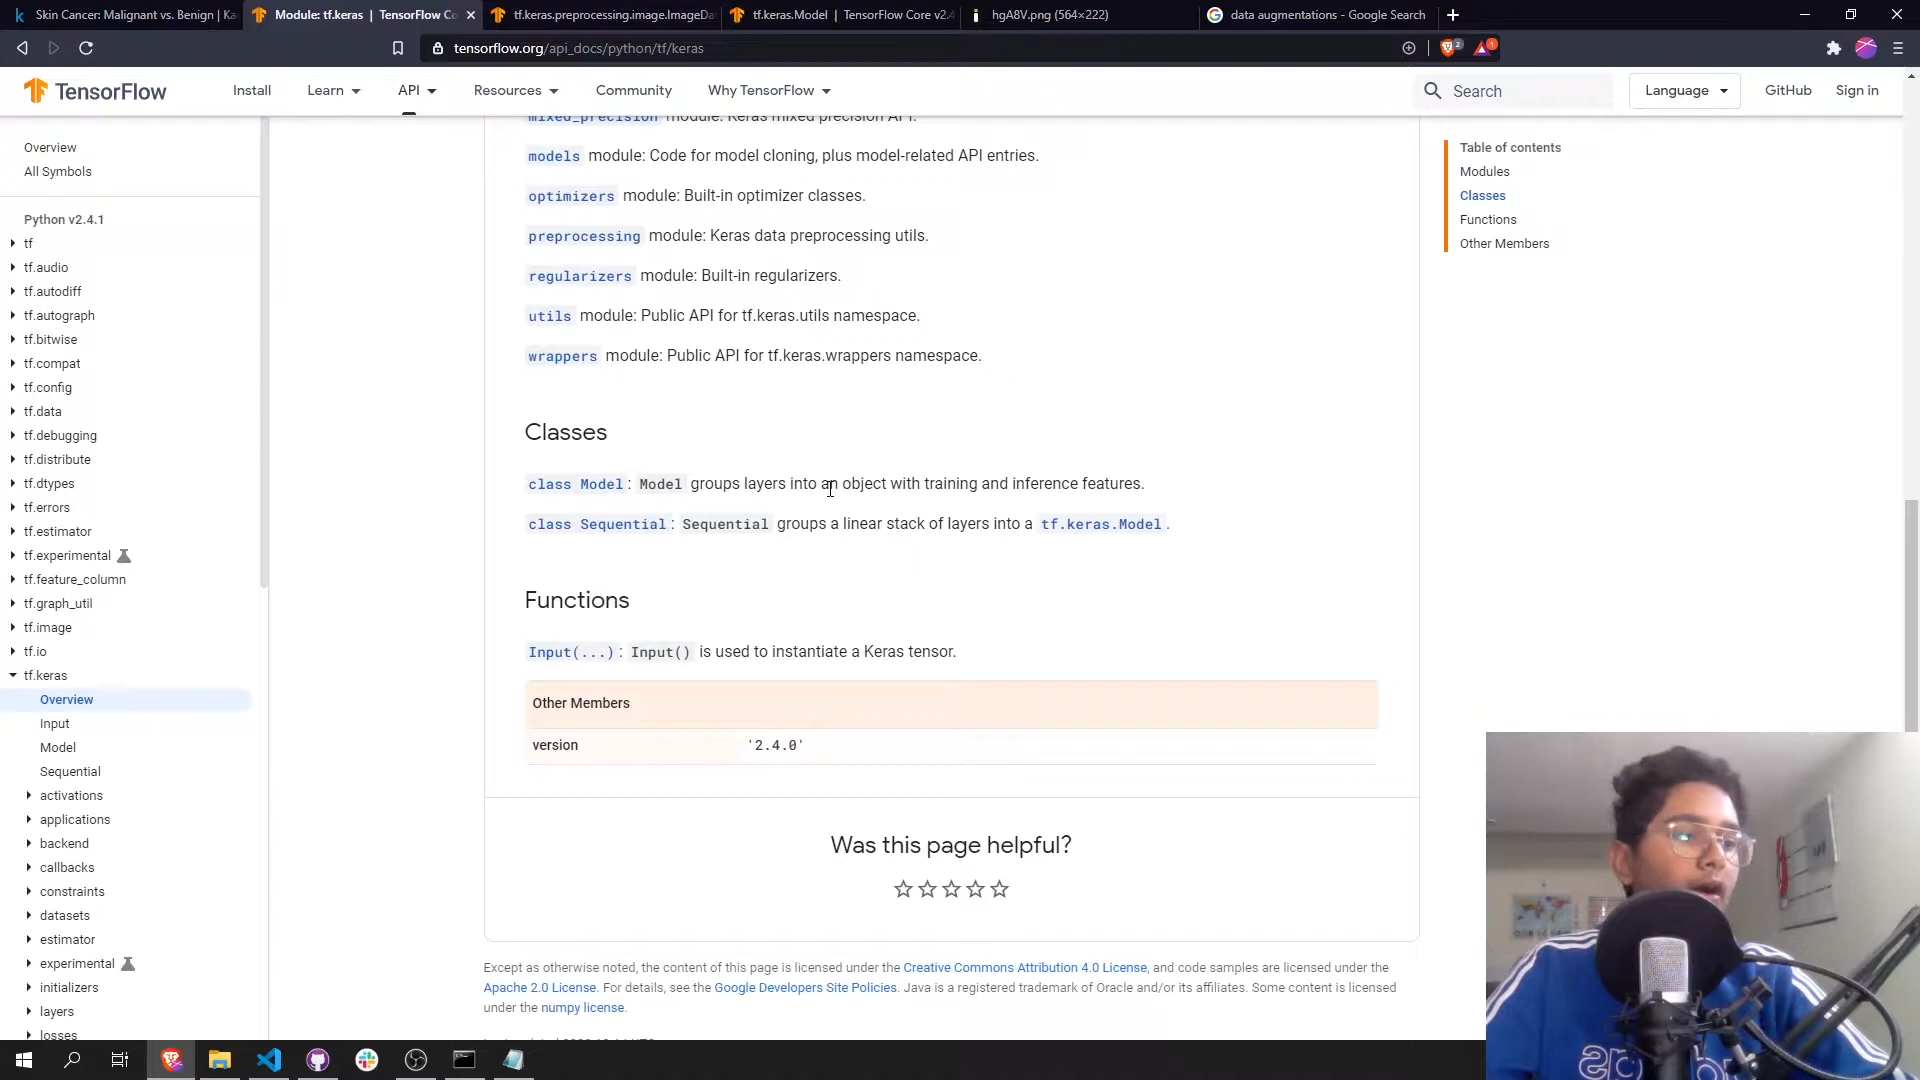 Skin Cancer: Malignant vs. Benign | Ka
Module: tf.keras | TensorFlow Co
tf.keras.preprocessing.image.ImageDat
tf.keras.Model | TensorFlow Core v2.4
hgA8V.png (564×222)
data augmentations - Google Search
tensorflow.org/api_docs/python/tf/keras
2
1
TensorFlow
Install
Learn
API
Resources
Community
Why TensorFlow
Search
Language
GitHub
Sign in
Overview
All Symbols
Python v2.4.1
tf
tf.audio
tf.autodiff
tf.autograph
tf.bitwise
tf.compat
tf.config
tf.data
tf.debugging
tf.distribute
tf.dtypes
tf.errors
tf.estimator
tf.experimental
tf.feature_column
tf.graph_util
tf.image
tf.io
tf.keras
Overview
Input
Model
Sequential
activations
applications
backend
callbacks
constraints
datasets
estimator
experimental
initializers
layers
losses
mixed_precision module: Keras mixed precision API.
models module: Code for model cloning, plus model-related API entries.
optimizers module: Built-in optimizer classes.
preprocessing module: Keras data preprocessing utils.
regularizers module: Built-in regularizers.
utils module: Public API for tf.keras.utils namespace.
wrappers module: Public API for tf.keras.wrappers namespace.
Classes
class Model: Model groups layers into an object with training and inference features.
class Sequential: Sequential groups a linear stack of layers into a tf.keras.Model.
Functions
Input(...): Input() is used to instantiate a Keras tensor.
Other Members
version '2.4.0'
Was this page helpful?
Except as otherwise noted, the content of this page is licensed under the Creative Commons Attribution 4.0 License, and code samples are licensed under the
Apache 2.0 License. For details, see the Google Developers Site Policies. Java is a registered trademark of Oracle and/or its affiliates. Some content is licensed
under the numpy license.
Table of contents
Modules
Classes
Functions
Other Members